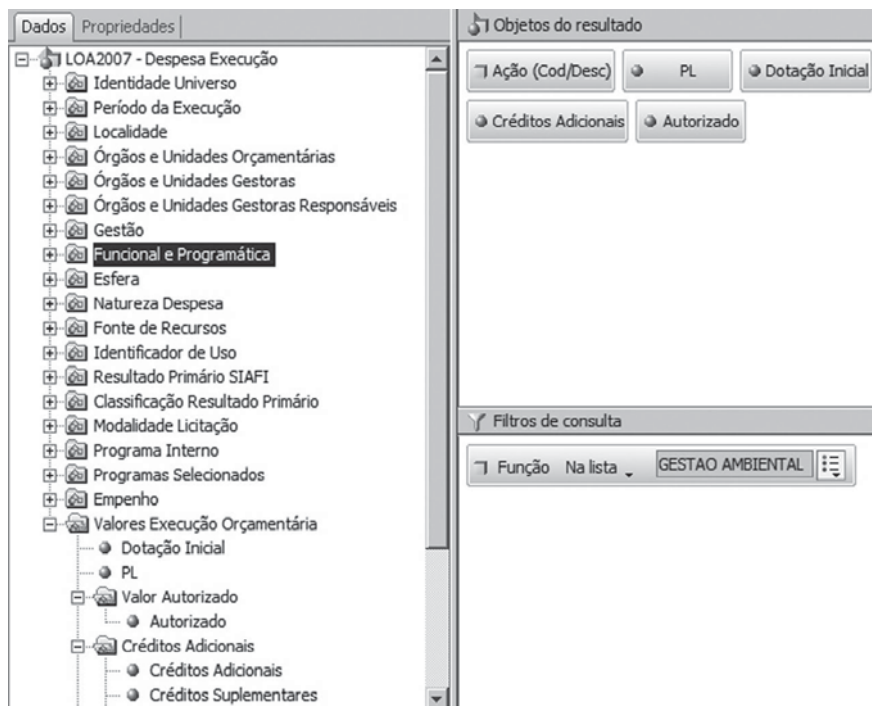 Dados Propriedades
LOA2007 - Despesa Execução
Identidade Universo
Período da Execução
Localidade
Órgãos e Unidades Orçamentárias
Órgãos e Unidades Gestoras
Órgãos e Unidades Gestoras Responsáveis
Gestão
Funcional e Programática
Esfera
Natureza Despesa
Fonte de Recursos
Identificador de Uso
Resultado Primário SIAFI
Classificação Resultado Primário
Modalidade Licitação
Programa Interno
Programas Selecionados
Empenho
Valores Execução Orçamentária
Dotação Inicial
PL
Valor Autorizado
Autorizado
Créditos Adicionais
Créditos Adicionais
Créditos Suplementares
Objetos do resultado
Ação (Cod/Desc) PL Dotação Inicial
Créditos Adicionais Autorizado
Filtros de consulta
Função Na lista GESTAO AMBIENTAL